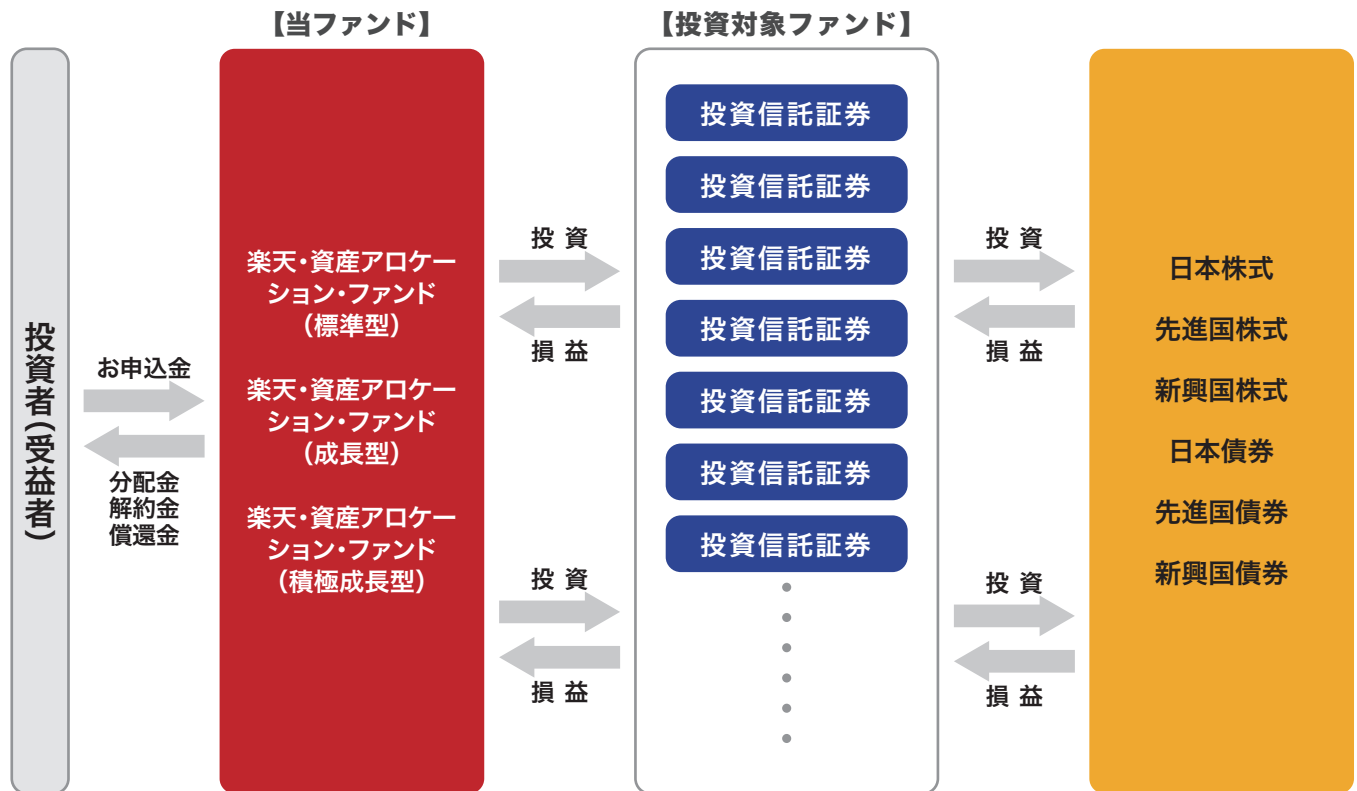 【当ファンド】
【投資対象ファンド】
投資者(受益者)
お申込金
分配金
解約金
償還金
楽天・資産アロケー
ション・ファンド
(標準型)
楽天・資産アロケー
ション・ファンド
(成長型)
楽天・資産アロケー
ション・ファンド
(積極成長型)
投資
損益
投資
損益
投資信託証券
投資信託証券
投資信託証券
投資信託証券
投資信託証券
投資信託証券
投資信託証券
投資
損益
投資
損益
日本株式
先進国株式
新興国株式
日本債券
先進国債券
新興国債券